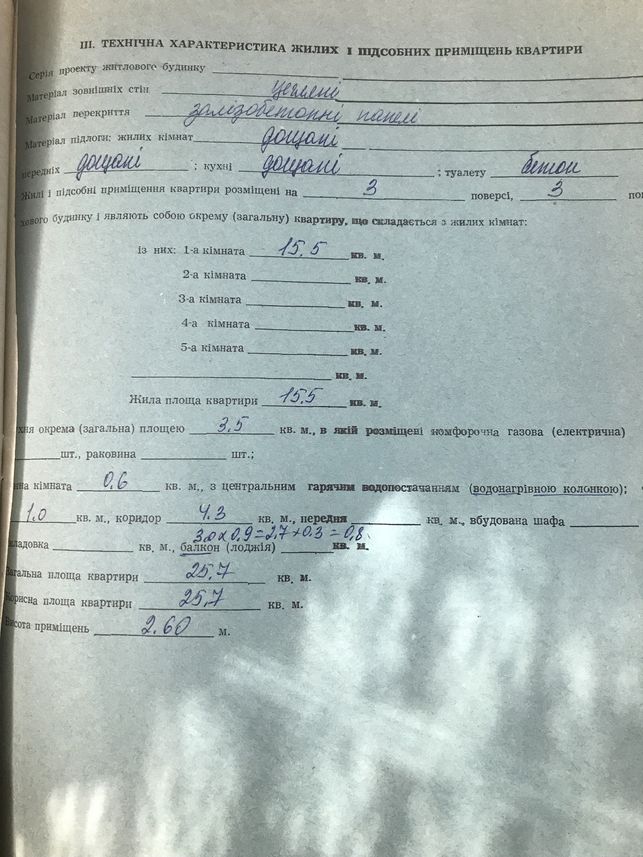 III. ТЕХНІЧНА ХАРАКТЕРИСТИКА ЖИЛИХ І ПІДСОБНИХ ПРИМІЩЕНЬ КВАРТИРИ
Серія проекту житлового будинку
Матеріал зовнішніх стін цегляні
Матеріал перекриття залізобетонні панелі
Матеріал підлоги: жилих кімнат дощані
передніх дощані ; кухні дощані ; туалету бетон
Жилі і підсобні приміщення квартири розміщені на 3 поверсі, 3 пов
хового будинку і являють собою окрему (загальну) квартиру, що складається з жилих кімнат:
із них: 1-а кімната 15,5 кв. м.
2-а кімната кв. м.
3-а кімната кв. м.
4-а кімната кв. м.
5-а кімната кв. м.
кв. м.
Жила площа квартири 15,5 кв. м.
хня окрема (загальна) площею 3,5 кв. м., в якій розміщені комфорочна газова (електрична)
шт., раковина шт.;
нна кімната 0,6 кв. м., з центральним гарячим водопостачанням (водонагрівною колонкою);
1.0 кв. м., коридор 4.3 кв. м., передня кв. м., вбудована шафа
3.0 x 0.9 = 2,7 + 0.3 = 0,8
кладовка кв. м., балкон (лоджія) кв. м.
Загальна площа квартири 25,7 кв. м.
Корисна площа квартири 25,7 кв. м.
Висота приміщень 2.60 м.